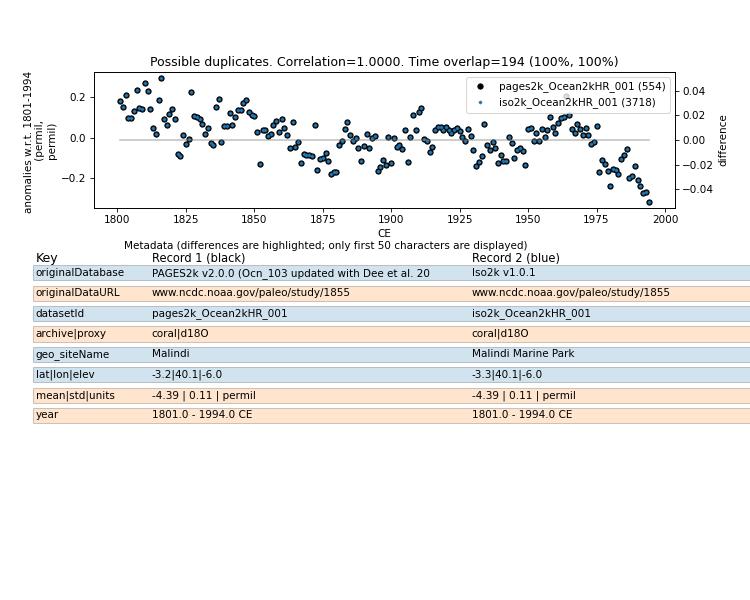 Possible duplicates. Correlation=1.0000. Time overlap=194 (100%, 100%)
anomalies w.r.t. 1801-1994
(permil,
permil)
0.2
0.0
−0.2
pages2k_Ocean2kHR_001 (554)
iso2k_Ocean2kHR_001 (3718)
0.04
0.02
0.00
−0.02
−0.04
difference
1800 1825 1850 1875 1900 1925 1950 1975 2000
CE
Metadata (differences are highlighted; only first 50 characters are displayed)
Key Record 1 (black) Record 2 (blue)
originalDatabase PAGES2k v2.0.0 (Ocn_103 updated with Dee et al. 20 Iso2k v1.0.1
originalDataURL www.ncdc.noaa.gov/paleo/study/1855 www.ncdc.noaa.gov/paleo/study/1855
datasetId pages2k_Ocean2kHR_001 iso2k_Ocean2kHR_001
archive|proxy coral|d18O coral|d18O
geo_siteName Malindi Malindi Marine Park
lat|lon|elev -3.2|40.1|-6.0 -3.3|40.1|-6.0
mean|std|units -4.39 | 0.11 | permil -4.39 | 0.11 | permil
year 1801.0 - 1994.0 CE 1801.0 - 1994.0 CE